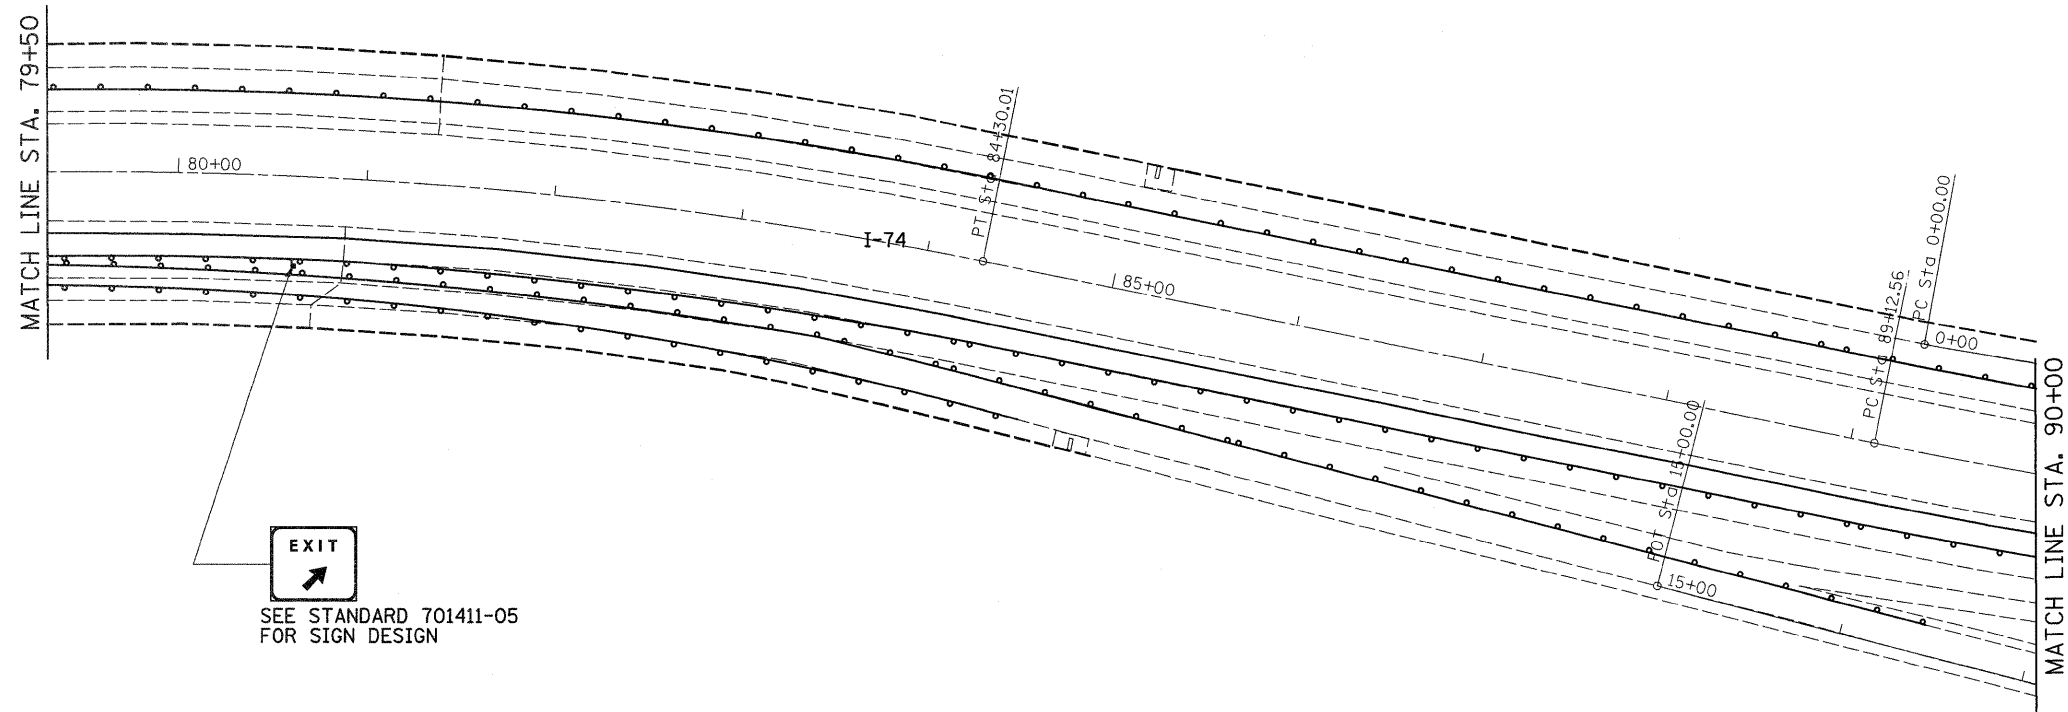 MATCH LINE STA. 79+50
80+00
I-74
PT Sta 84+30.01
85+00
PC Sta 89+12.56
PC Sta 0+00.00
0+00
POT Sta 15+00.00
15+00
MATCH LINE STA. 90+00
EXIT
SEE STANDARD 701411-05
FOR SIGN DESIGN